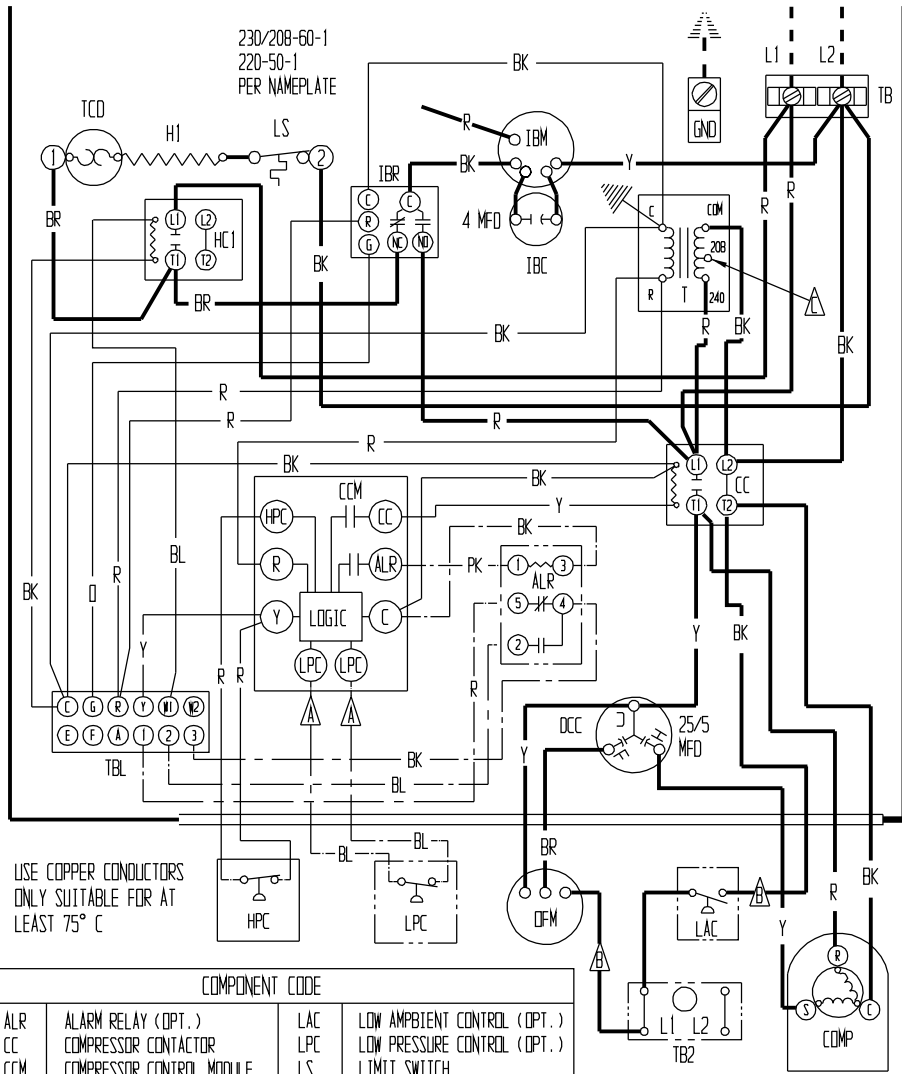 230/208-60-1
220-50-1
PER NAMEPLATE
BK
L1 L2
TB
GND
TCD
H1
LS
1
2
R
IBM
BK
Y
IBR
C
R
G
C
NC
NO
4 MFD
IBC
C
COM
208
R
T
240
C
R
R
BR
L1
L2
HC1
T1
T2
BK
BR
BK
R
BK
BK
R
R
R
BK
BK
Y
BK
L1
L2
CC
T1
T2
CCM
HPC
CC
R
ALR
Y
LOGIC
C
LPC
LPC
PK
1
3
ALR
5
4
2
BK
O
R
BL
Y
R
R
R
Y
BK
A
A
C
G
R
Y
W1
W2
E
F
A
1
2
3
TBL
BK
BL
DCC
C
F
H
25/5
MFD
Y
BR
BL
BL
USE COPPER CONDUCTORS
ONLY SUITABLE FOR AT
LEAST 75° C
HPC
LPC
OFM
B
LAC
B
Y
R
BK
L1 L2
TB2
R
S
C
COMP
COMPONENT CODE
ALR ALARM RELAY (OPT.) LAC LOW AMPBIENT CONTROL (OPT.)
CC COMPRESSOR CONTACTOR LPC LOW PRESSURE CONTROL (OPT.)
CCM COMPRESSOR CONTROL MODULE LS LIMIT SWITCH